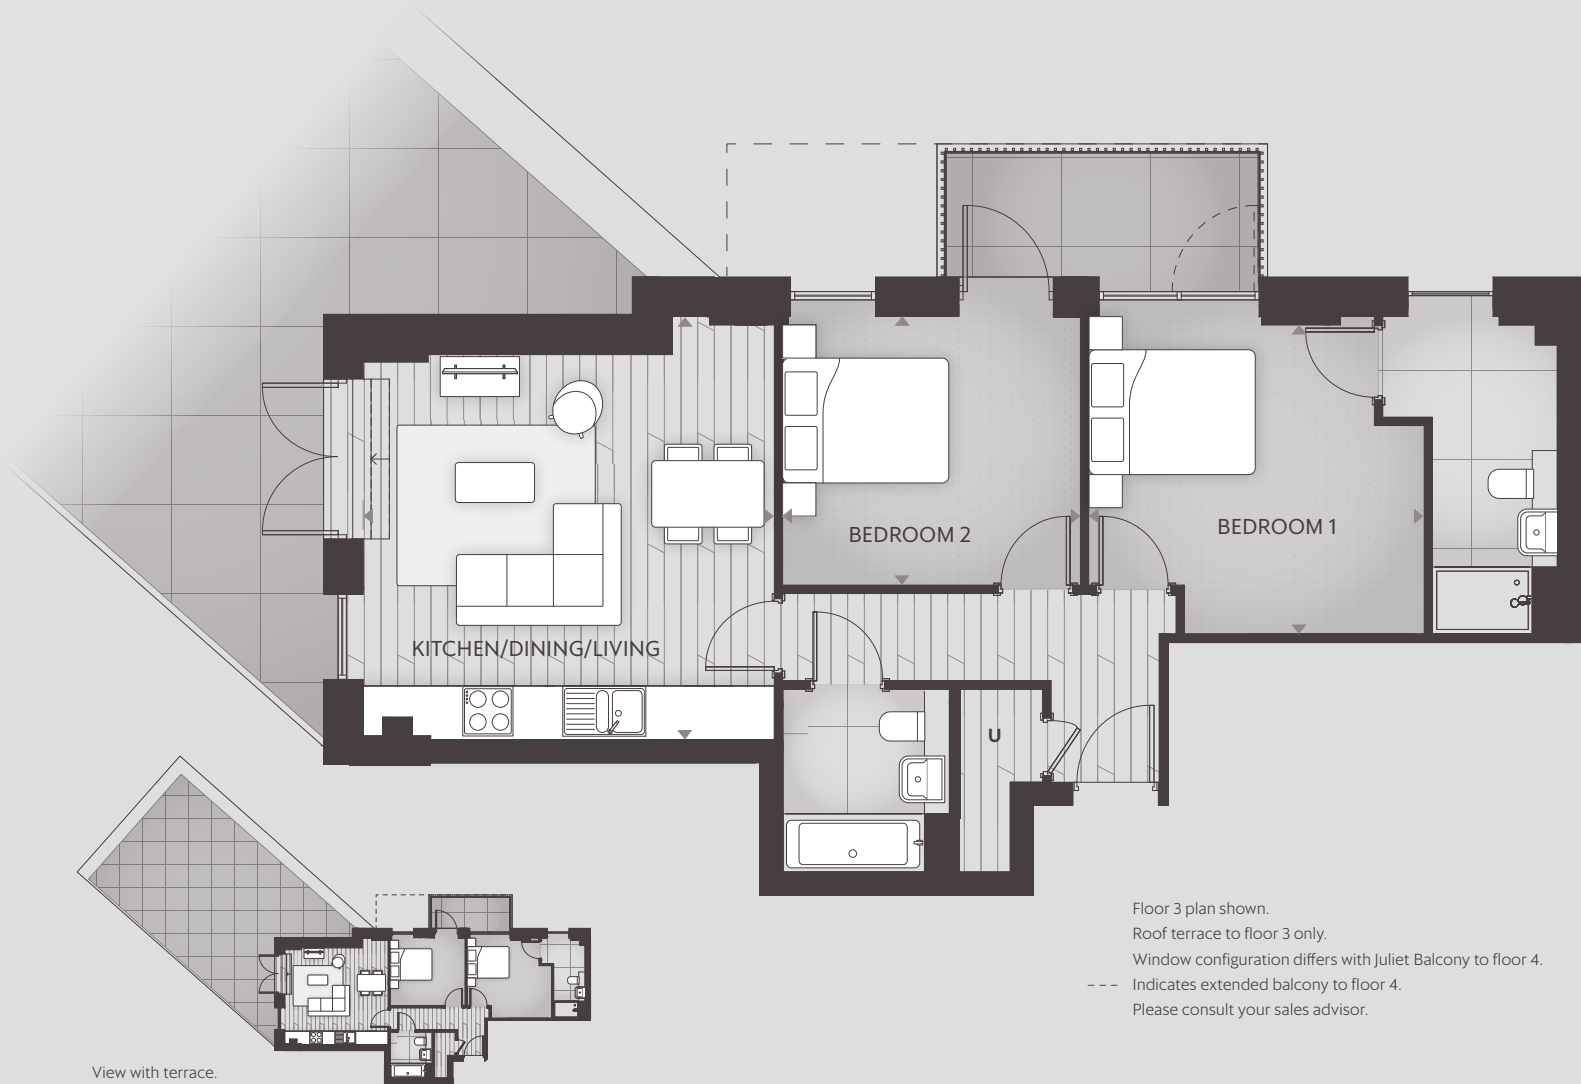 BEDROOM 2
BEDROOM 1
KITCHEN/DINING/LIVING
U
Floor 3 plan shown.
Roof terrace to floor 3 only.
Window configuration differs with Juliet Balcony to floor 4.
--- Indicates extended balcony to floor 4.
Please consult your sales advisor.
View with terrace.